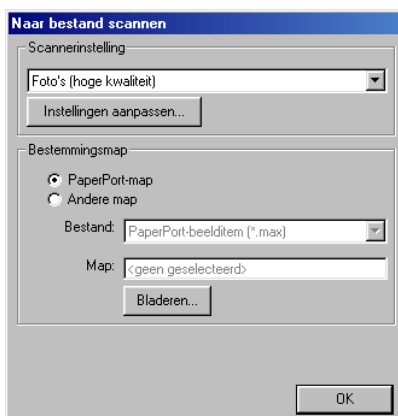 Naar bestand scannen
Scannerinstelling
Foto's (hoge kwaliteit)
Instellingen aanpassen...
Bestemmingsmap
PaperPort-map
Andere map
Bestand: PaperPort-beelditem (*.max)
Map: <geen geselecteerd>
Bladeren...
OK